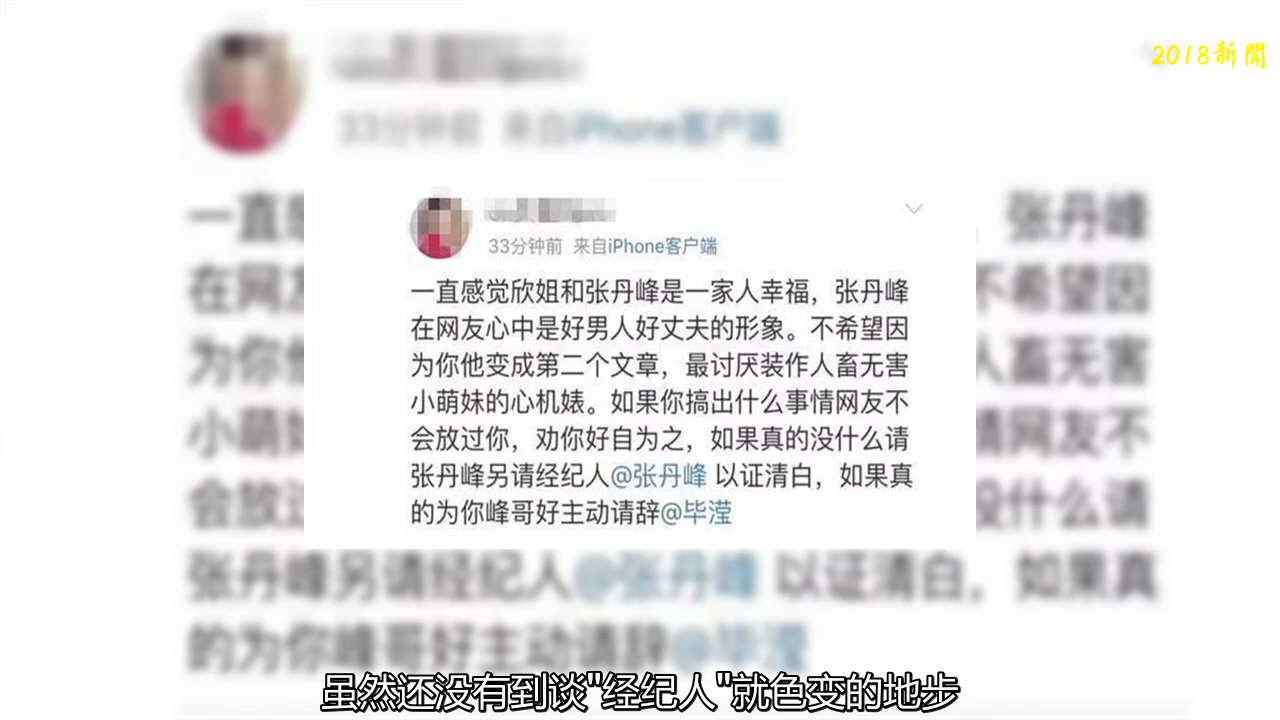 2018新聞
33分钟前 来自iPhone客户端
一直感觉欣姐和张丹峰是一家人幸福，张丹峰
在网友心中是好男人好丈夫的形象。不希望因
为你他变成第二个文章，最讨厌装作人畜无害
小萌妹的心机婊。如果你搞出什么事情网友不
会放过你，劝你好自为之，如果真的没什么请
张丹峰另请经纪人@张丹峰 以证清白，如果真
的为你峰哥好主动请辞@毕滢
虽然还没有到谈"经纪人"就色变的地步